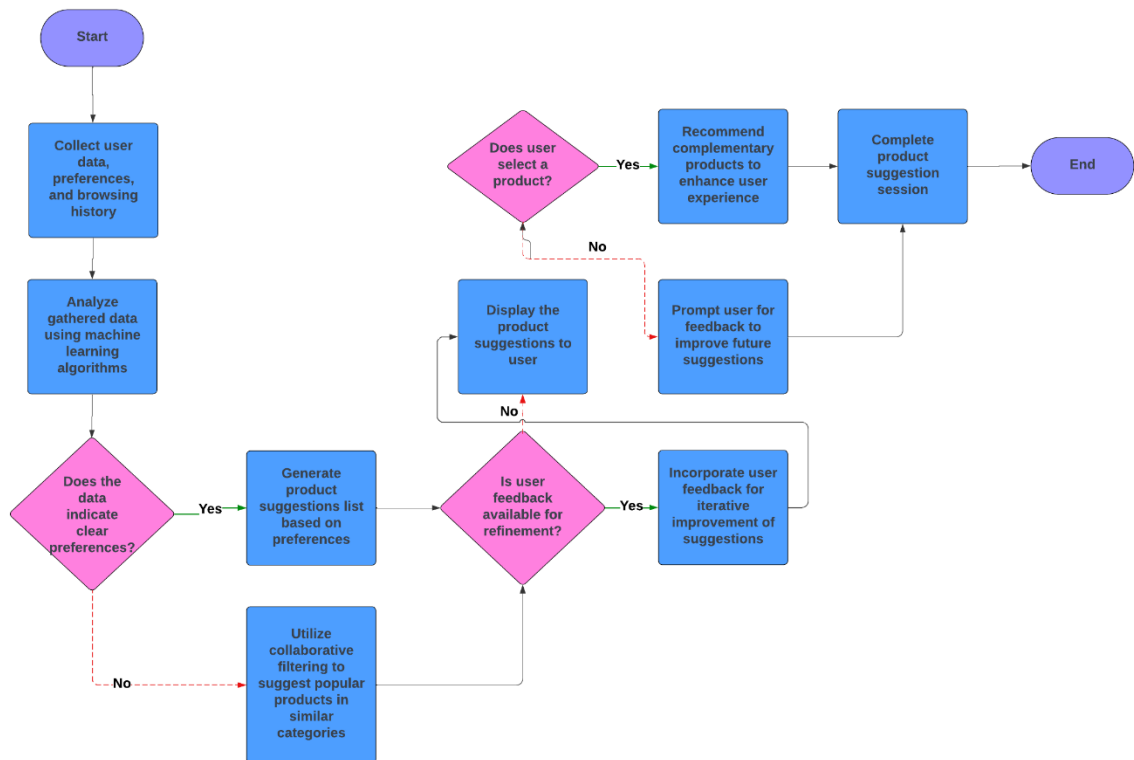 Start
Collect user
data,
preferences,
and browsing
history
Analyze
gathered data
using machine
learning
algorithms
Does the
data
indicate
clear
preferences?
Yes
Generate
product
suggestions list
based on
preferences
No
Utilize
collaborative
filtering to
suggest popular
products in
similar
categories
Is user
feedback
available for
refinement?
Yes
Incorporate user
feedback for
iterative
improvement of
suggestions
No
Display the
product
suggestions to
user
Does user
select a
product?
Yes
Recommend
complementary
products to
enhance user
experience
No
Prompt user for
feedback to
improve future
suggestions
Complete
product
suggestion
session
End